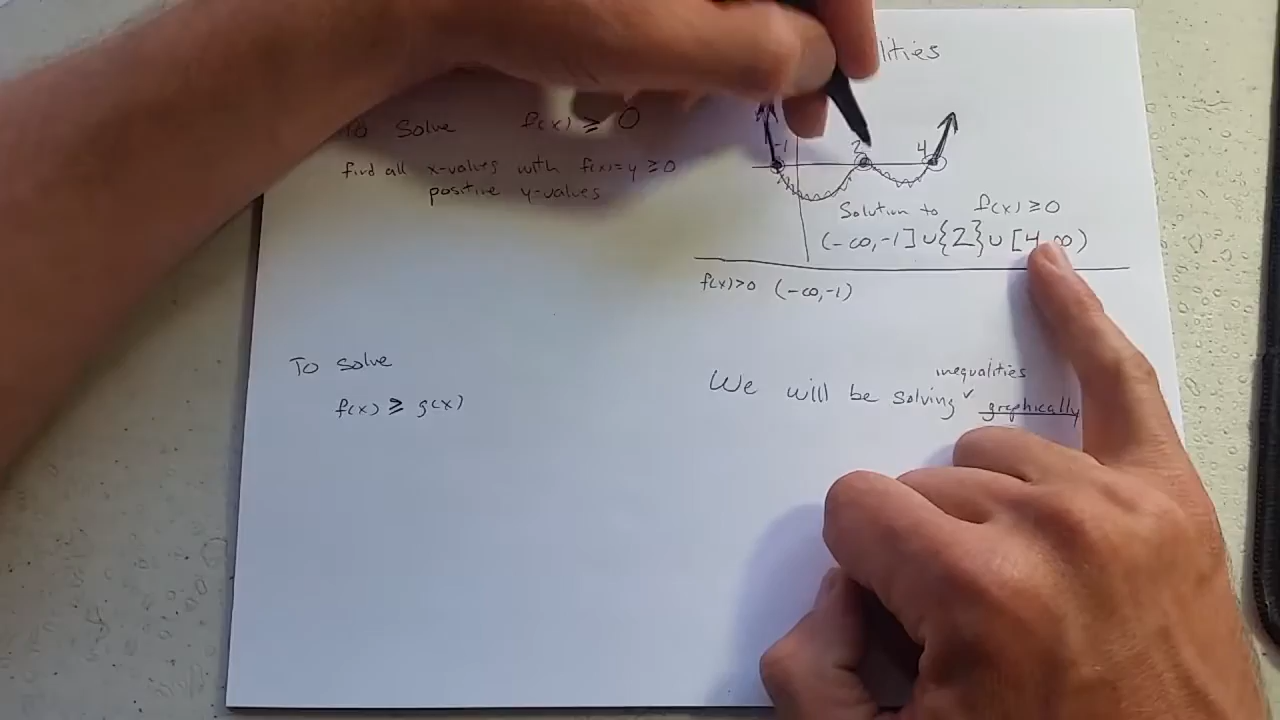 lities
To Solve f(x) ≥ 0
find all x-values with f(x)=y ≥0
positive y-values
-1 2 4
Solution to f(x) ≥0
(-∞,-1]∪{2}∪[4,∞)
f(x)>0 (-∞,-1)
To solve
f(x) ≥ g(x)
inequalities
We will be solving ˅ graphically